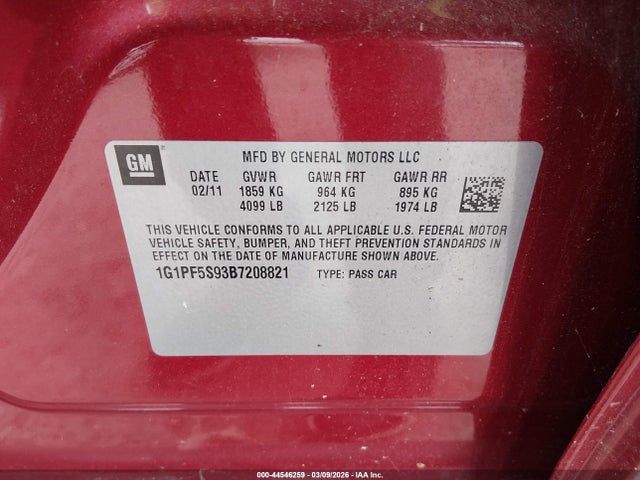 GM
MFD BY GENERAL MOTORS LLC
DATE GVWR GAWR FRT GAWR RR
02/11 1859 KG 964 KG 895 KG
4099 LB 2125 LB 1974 LB
THIS VEHICLE CONFORMS TO ALL APPLICABLE U.S. FEDERAL MOTOR
VEHICLE SAFETY, BUMPER, AND THEFT PREVENTION STANDARDS IN
EFFECT ON THE DATE OF MANUFACTURE SHOWN ABOVE.
1G1PF5S93B7208821 TYPE: PASS CAR
000-44546259 - 03/09/2026 - IAA Inc.